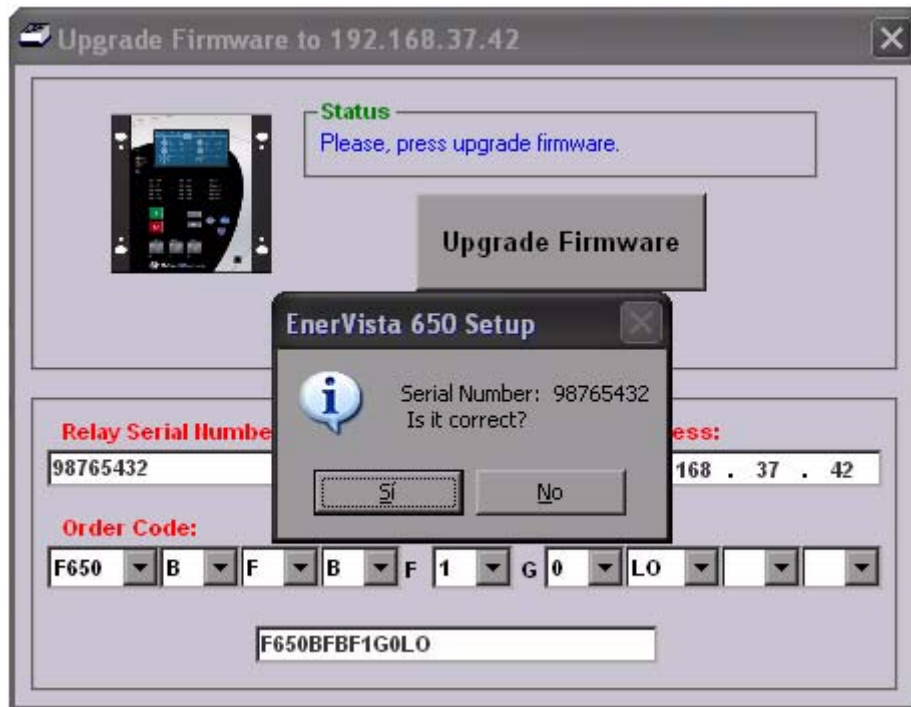 Upgrade Firmware to 192.168.37.42
Status
Please, press upgrade firmware.
Upgrade Firmware
EnerVista 650 Setup
Serial Number: 98765432
Is it correct?
Sí No
Relay Serial Numbe ess:
98765432 168 . 37 . 42
Order Code:
F650 B F B F 1 G 0 LO
F650BFBF1G0LO